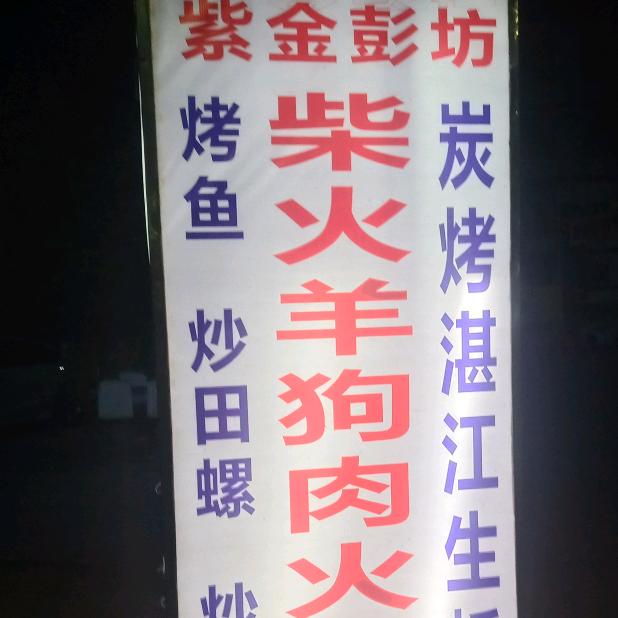 紫金彭坊
炭烤湛江生
柴火羊狗肉火
烤鱼 炒田螺 炒